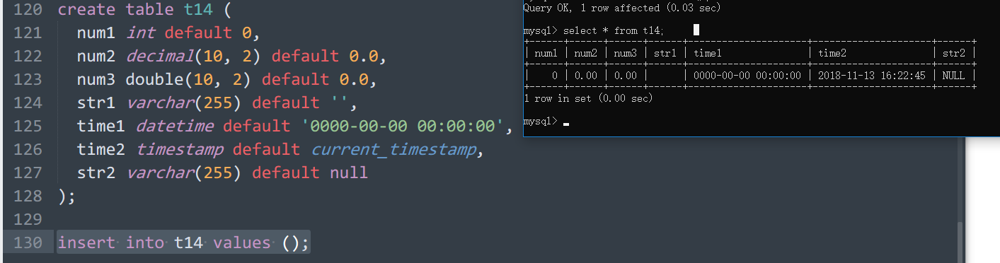 120 create table t14 (
121   num1 int default 0,
122   num2 decimal(10, 2) default 0.0,
123   num3 double(10, 2) default 0.0,
124   str1 varchar(255) default '',
125   time1 datetime default '0000-00-00 00:00:00',
126   time2 timestamp default current_timestamp,
127   str2 varchar(255) default null
128 );
129
130 insert into t14 values ();
Query OK, 1 row affected (0.03 sec)
mysql> select * from t14;
+------+------+------+------+---------------------+---------------------+------+
| num1 | num2 | num3 | str1 | time1               | time2               | str2 |
+------+------+------+------+---------------------+---------------------+------+
|    0 | 0.00 | 0.00 |      | 0000-00-00 00:00:00 | 2018-11-13 16:22:45 | NULL |
+------+------+------+------+---------------------+---------------------+------+
1 row in set (0.00 sec)
mysql>